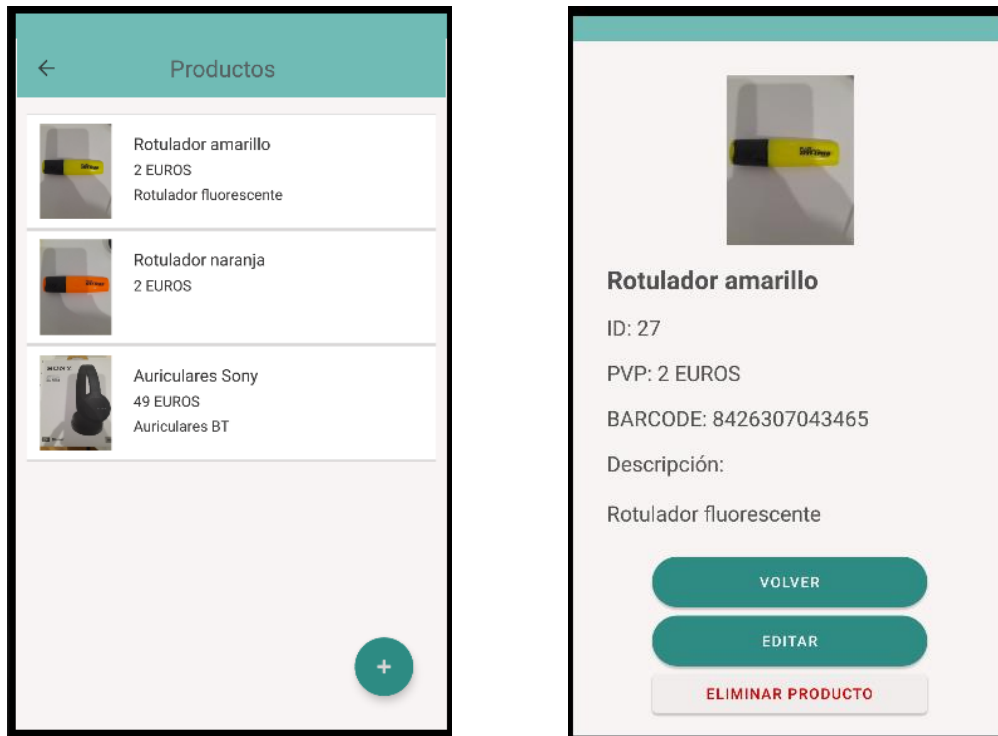 Productos
Rotulador amarillo
2 EUROS
Rotulador fluorescente
Rotulador naranja
2 EUROS
SONY
Auriculares Sony
49 EUROS
Auriculares BT
+
Rotulador amarillo
ID: 27
PVP: 2 EUROS
BARCODE: 8426307043465
Descripción:
Rotulador fluorescente
VOLVER
EDITAR
ELIMINAR PRODUCTO